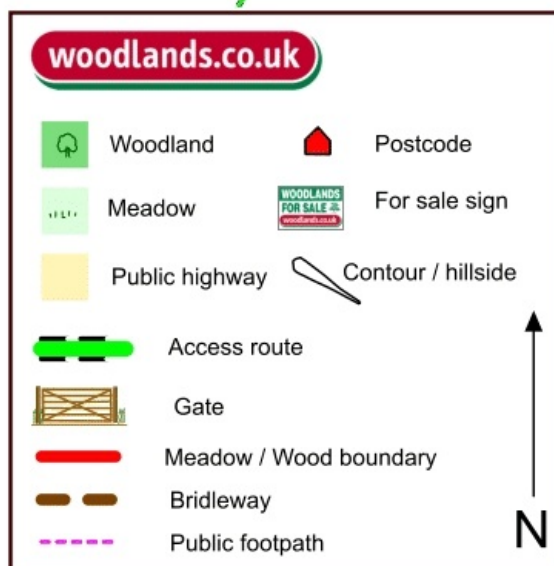 woodlands.co.uk
Woodland
Postcode
Meadow
WOODLANDS
FOR SALE
woodlands.co.uk
For sale sign
Public highway
Contour / hillside
Access route
Gate
Meadow / Wood boundary
Bridleway
N
Public footpath